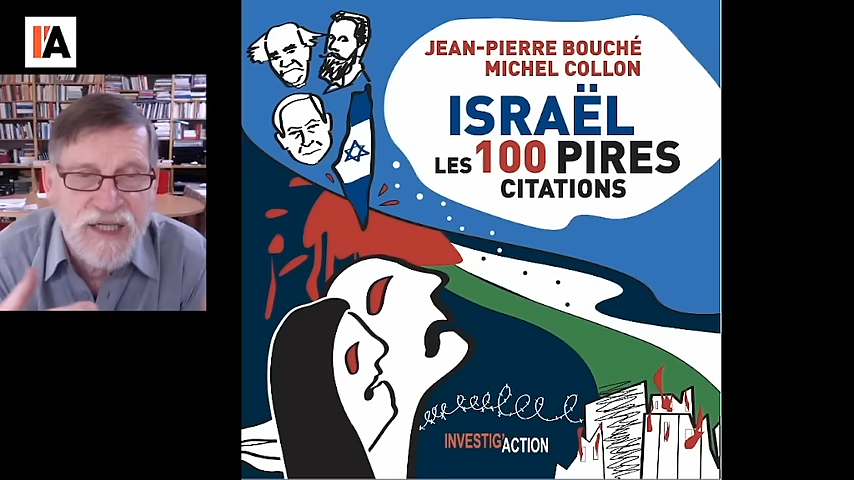 I'A
JEAN-PIERRE BOUCHÉ
MICHEL COLLON
ISRAËL
LES 100 PIRES
CITATIONS
INVESTIG'ACTION